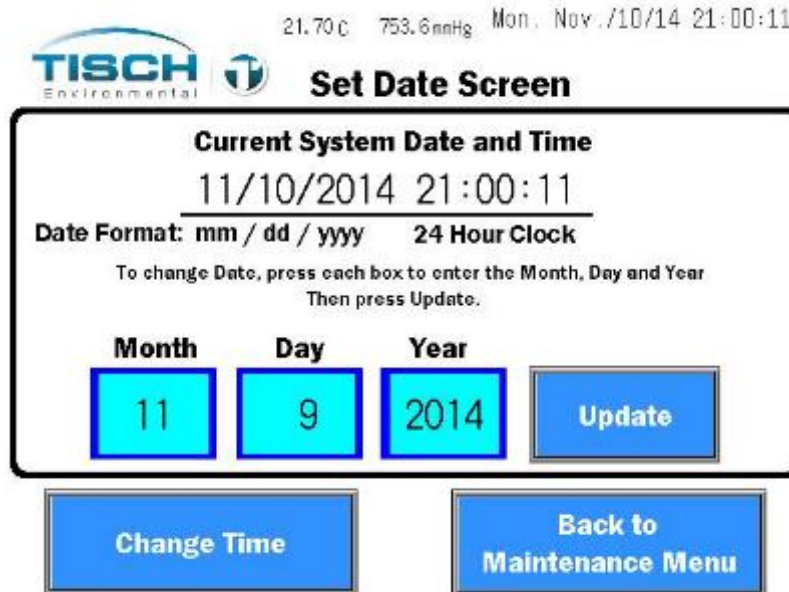 21.70 C 753.6 mmHg Mon. Nov./10/14 21:00:11
TISCH
Environmental
Set Date Screen
Current System Date and Time
11/10/2014 21:00:11
Date Format: mm / dd / yyyy 24 Hour Clock
To change Date, press each box to enter the Month, Day and Year
Then press Update.
Month Day Year
11 9 2014 Update
Change Time
Back to
Maintenance Menu